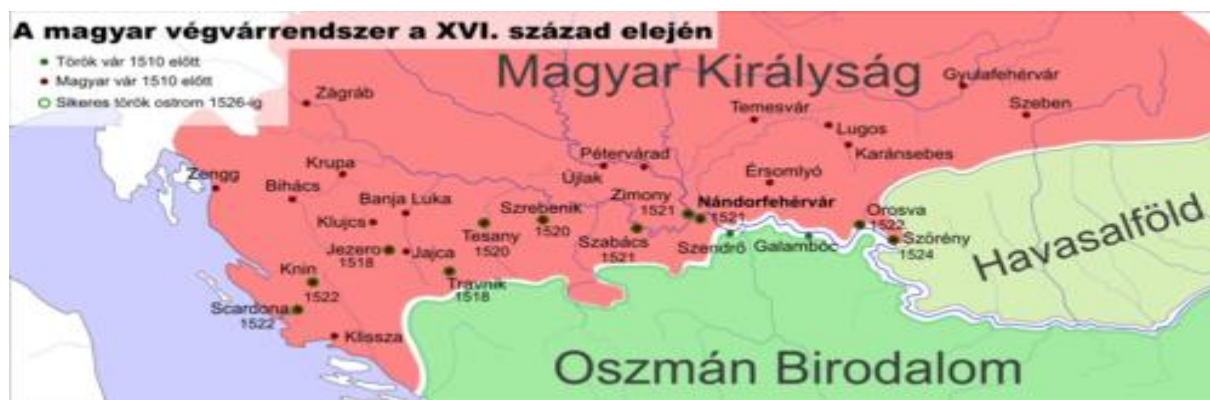 A magyar végvárrendszer a XVI. század elején
Török vár 1510 előtt
Magyar vár 1510 előtt
Sikeres török ostrom 1526-ig
Magyar Királyság
Gyulafehérvár
Szeben
Zágráb
Temesvár
Lugos
Karánsebes
Krupa
Pétervárad
Újlak
Érsomlyó
Zengg
Bihács
Banja Luka
Klujcs
Zimony
1521
Nándorfehérvár
1521
Szrebenik
1520
Tesany
1520
Szabács
1521
Szendrő
Galambóc
Orosva
1522
Szörény
1524
Havasalföld
Jezero
1518
Jajca
Travnik
1518
Knin
1522
Scardona
1522
Klissza
Oszmán Birodalom